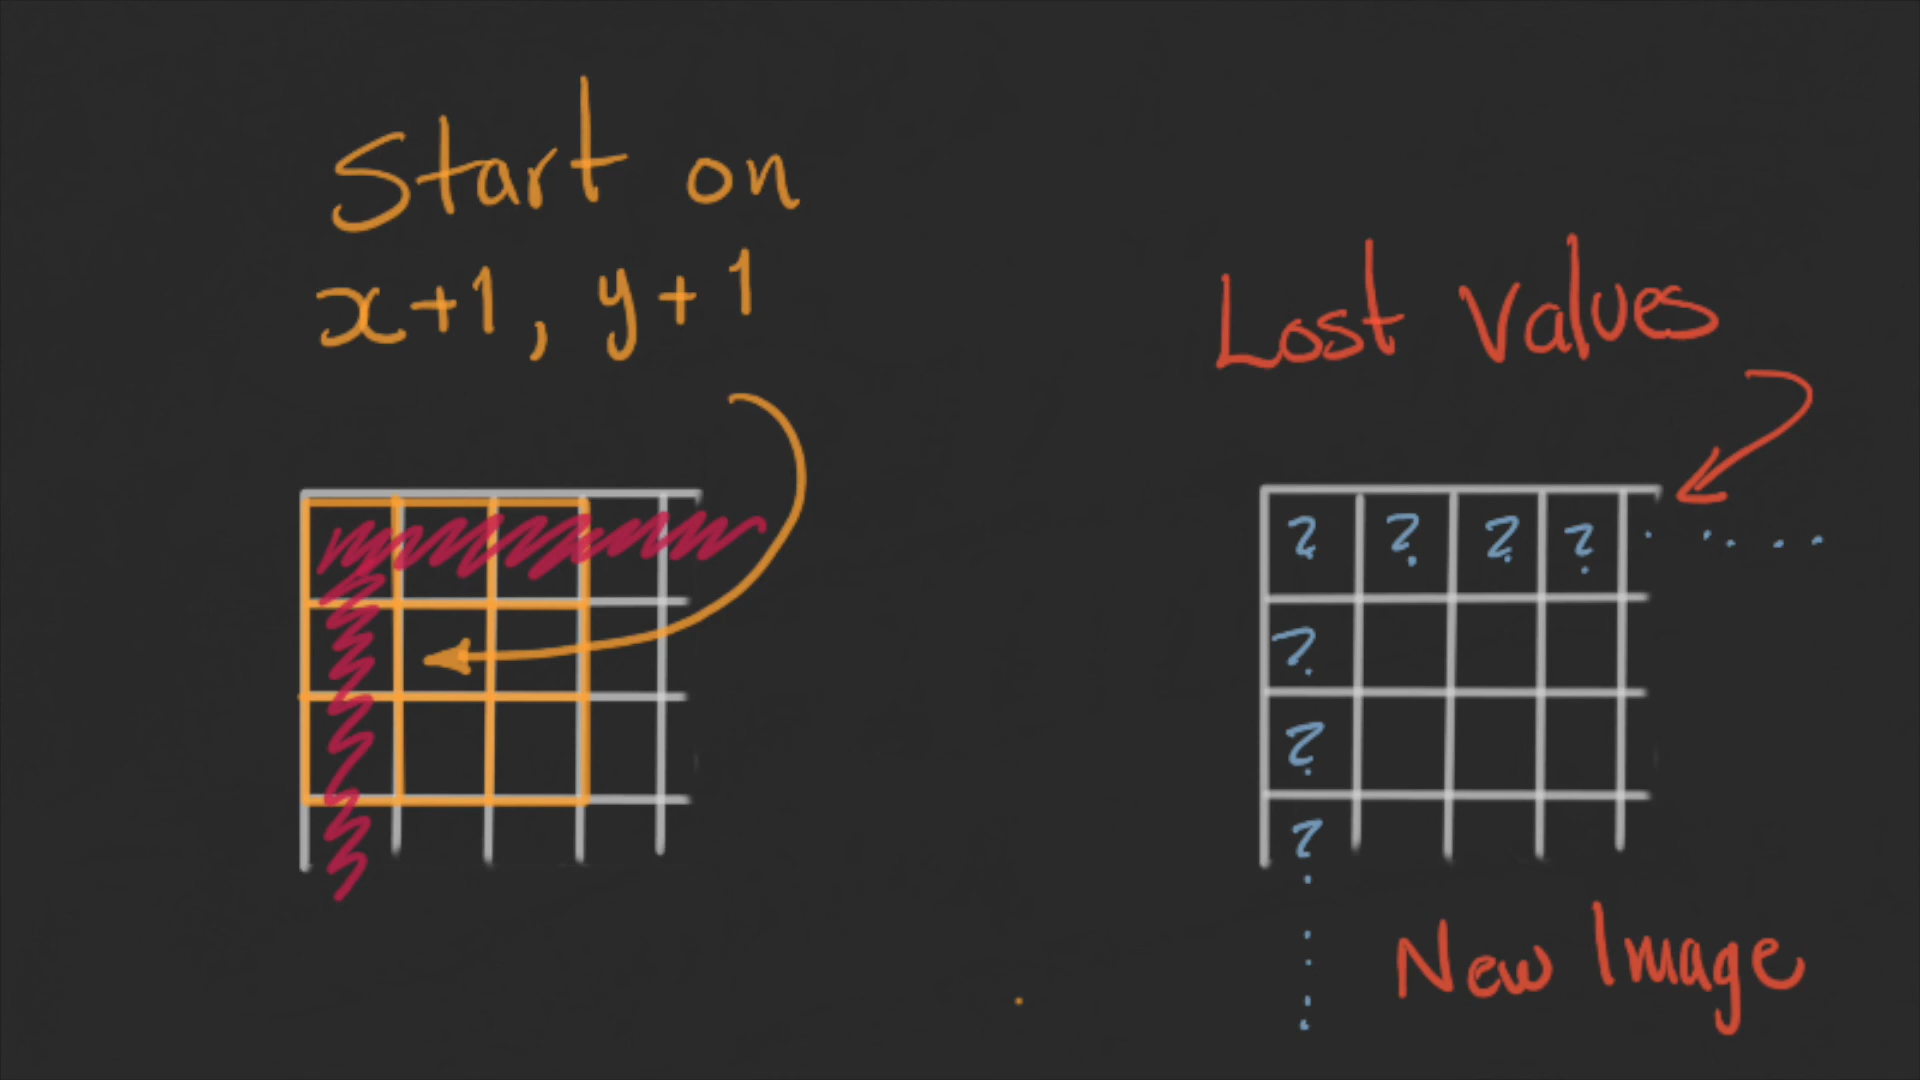 Start on
x+1, y+1
Lost Values
? ? ? ? . . . . .
?
?
?
New Image